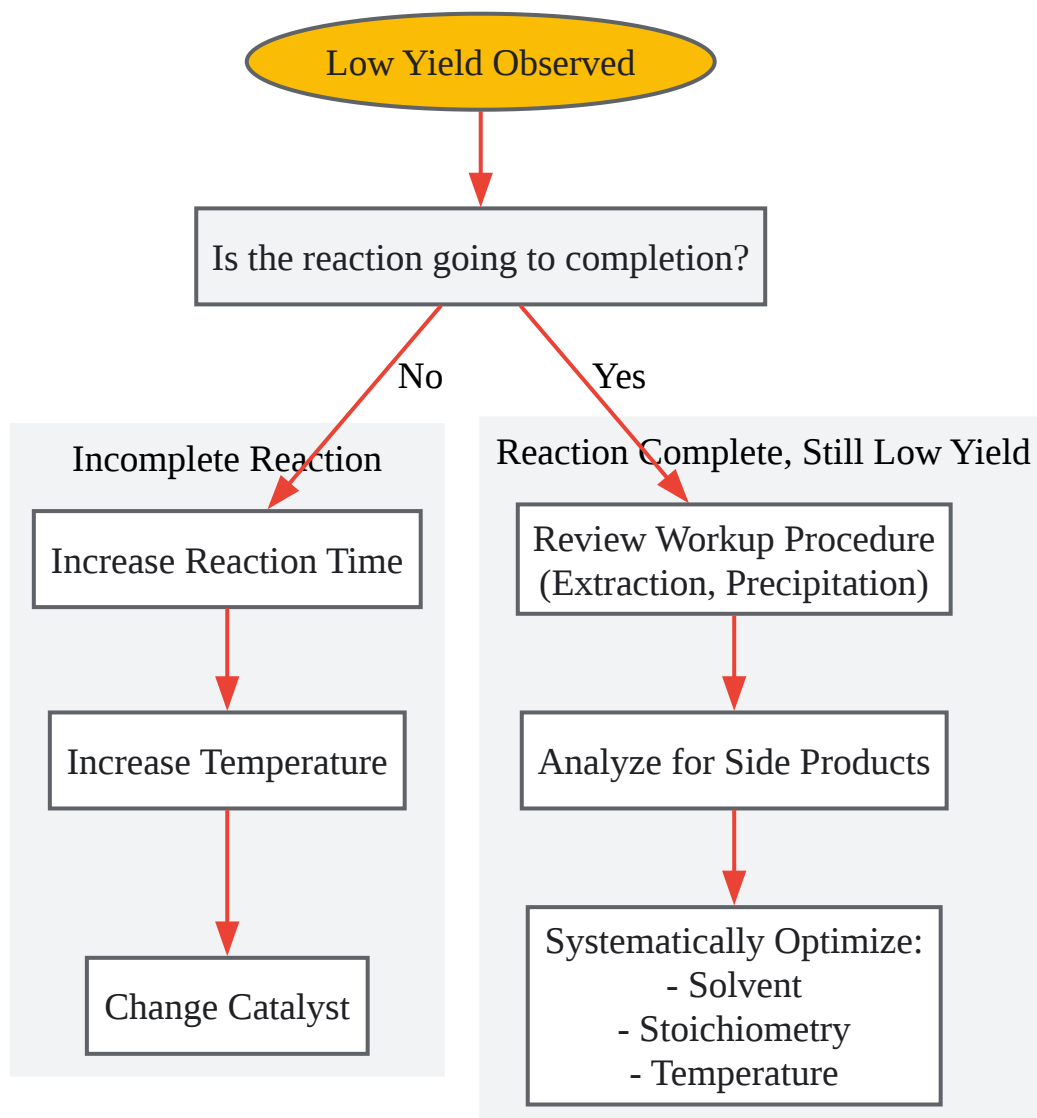 Low Yield Observed
Is the reaction going to completion?
No
Yes
Incomplete Reaction
Increase Reaction Time
Increase Temperature
Change Catalyst
Reaction Complete, Still Low Yield
Review Workup Procedure
(Extraction, Precipitation)
Analyze for Side Products
Systematically Optimize:
- Solvent
- Stoichiometry
- Temperature